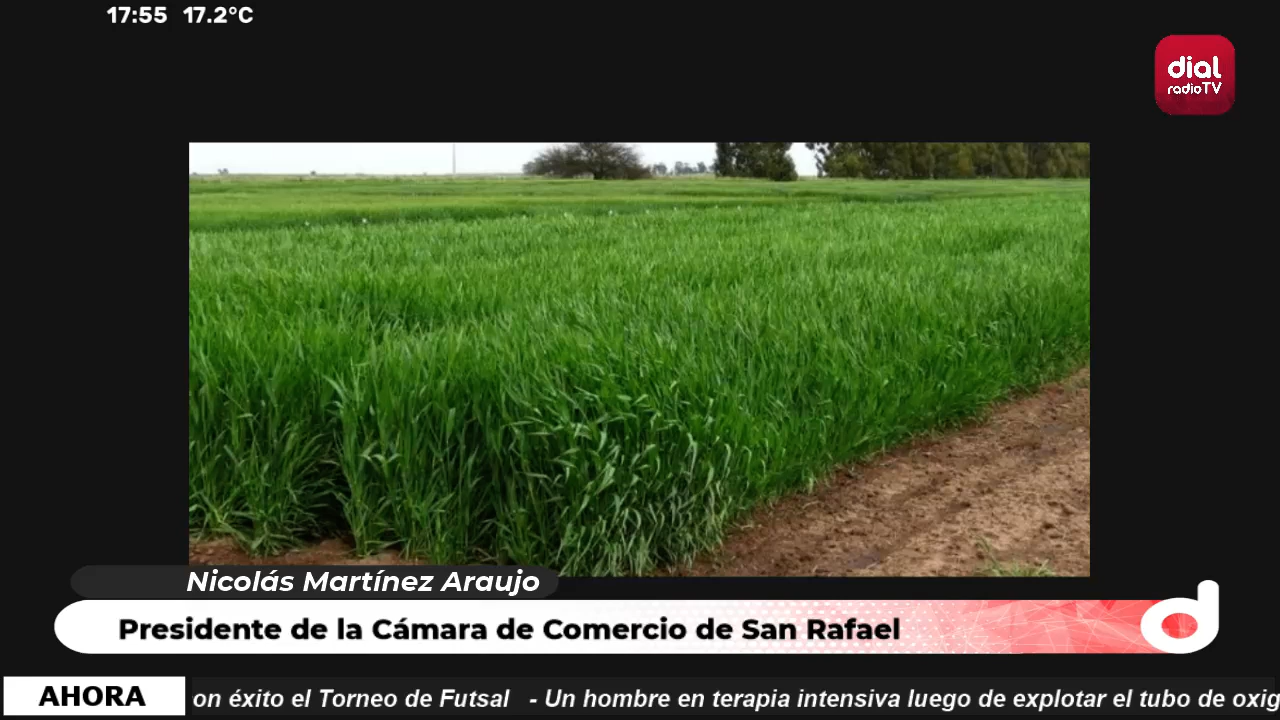 17:55 17.2°C
dial
radioTV
Nicolás Martínez Araujo
Presidente de la Cámara de Comercio de San Rafael
d
AHORA
on éxito el Torneo de Futsal - Un hombre en terapia intensiva luego de explotar el tubo de oxig